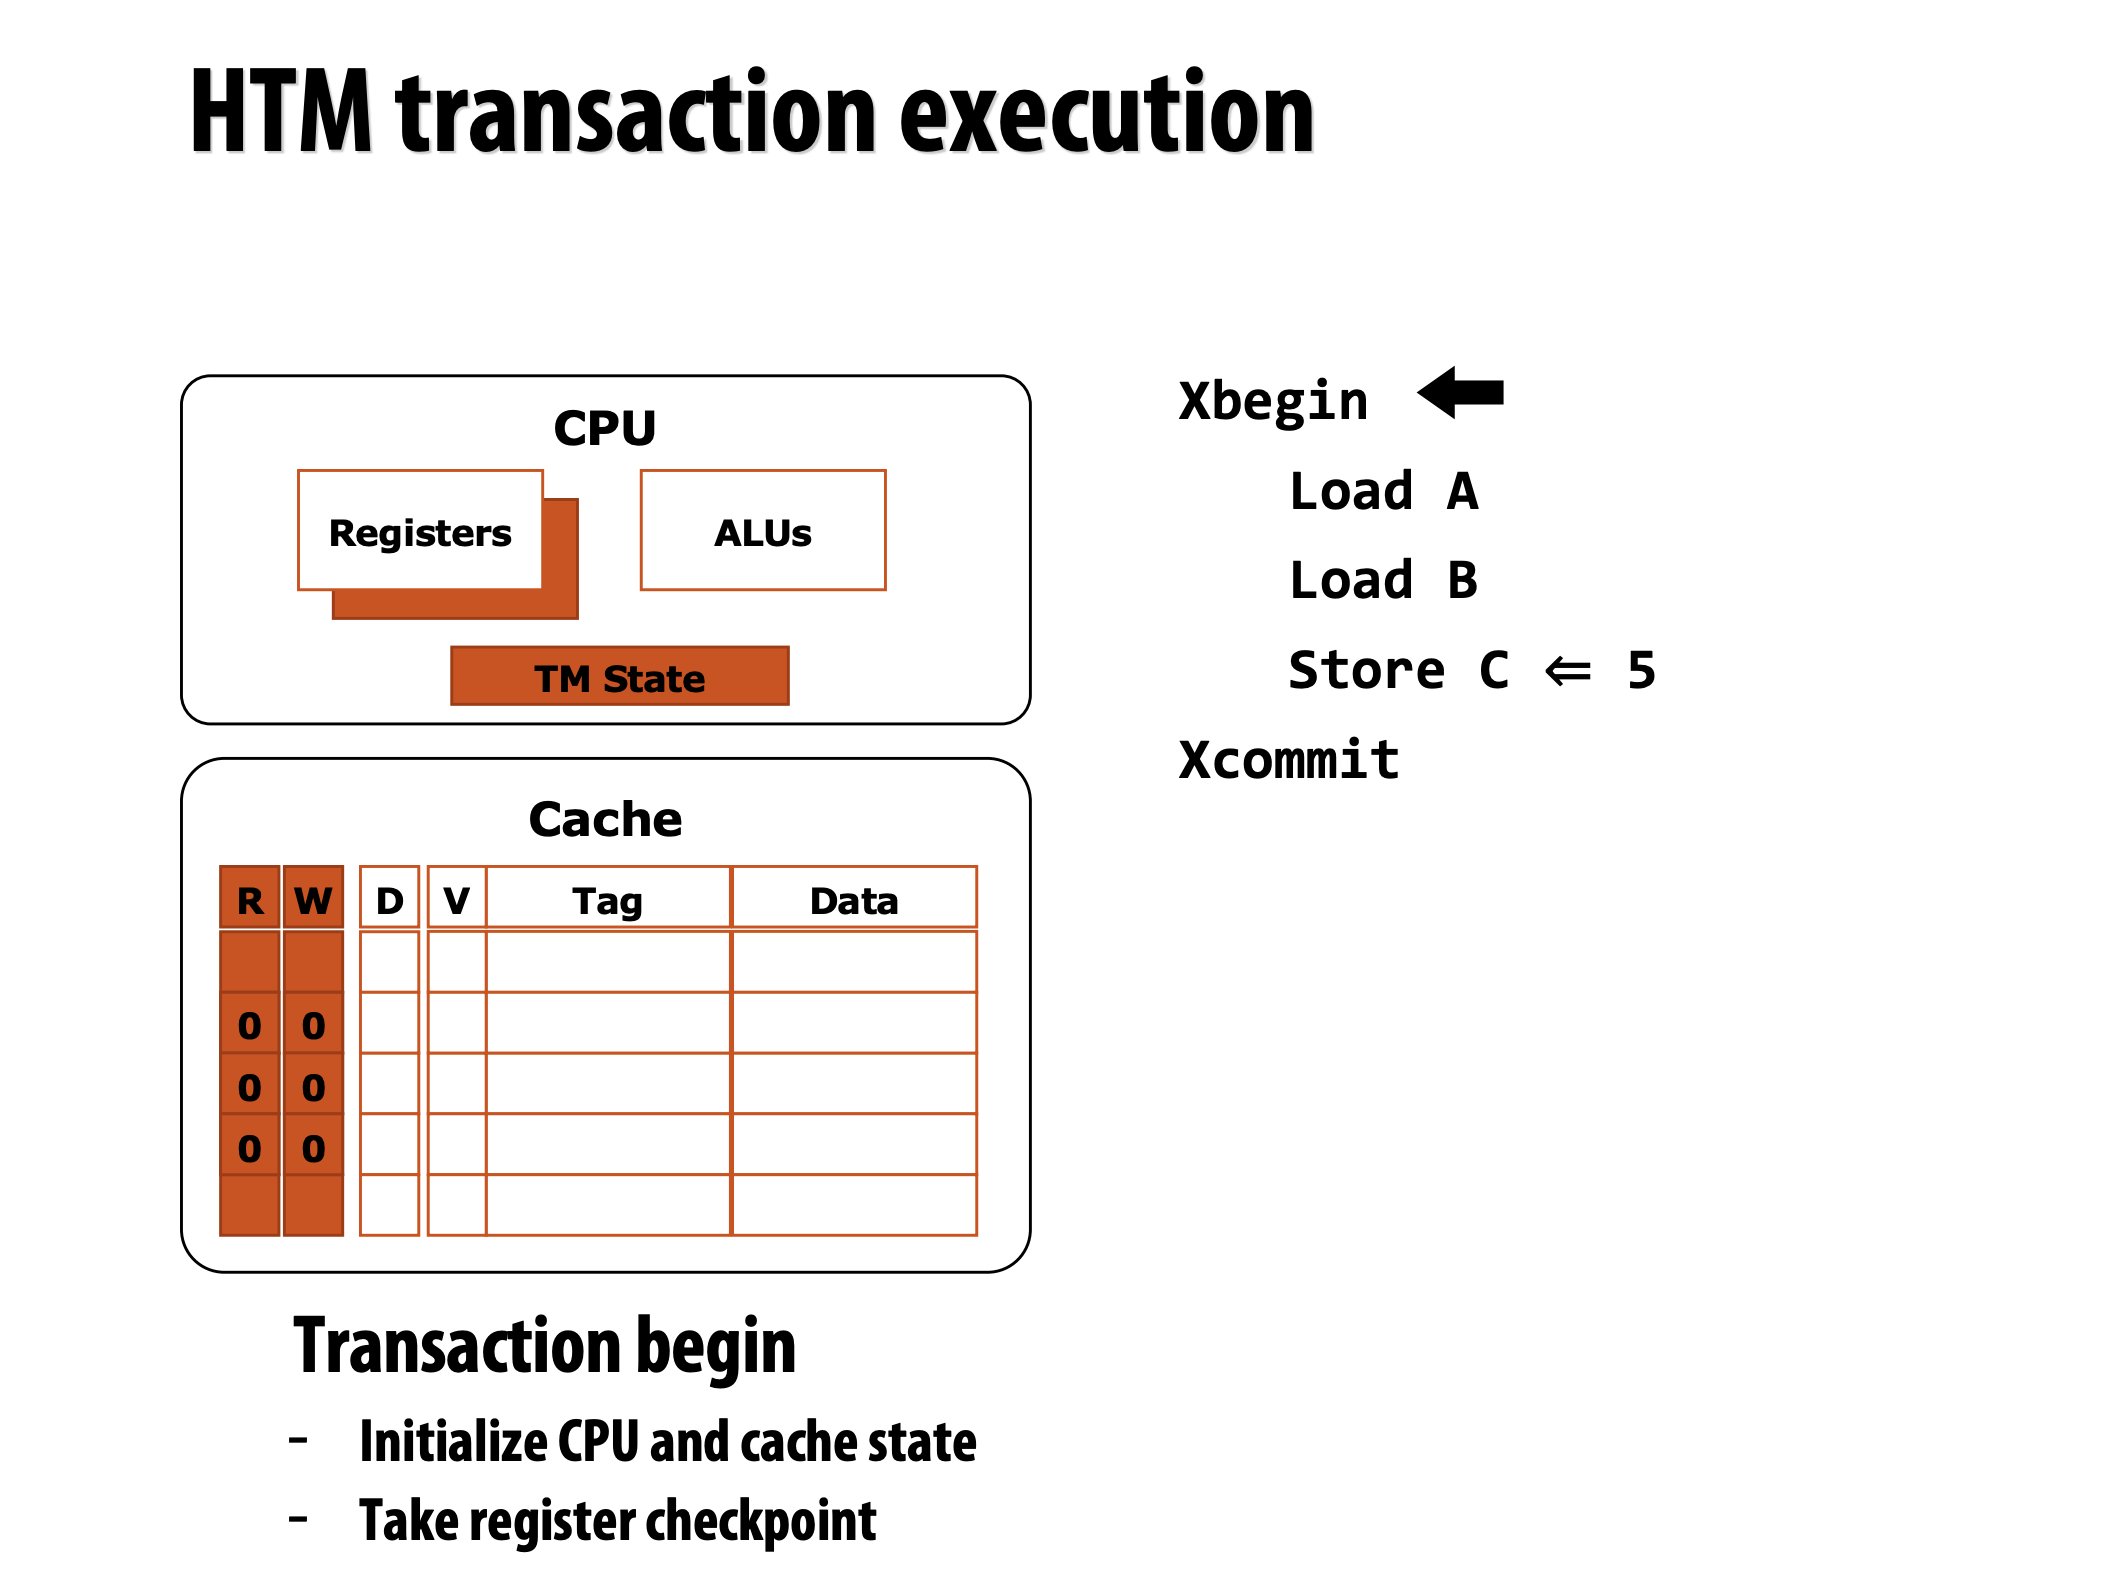 HTM transaction execution
CPU
Registers
ALUs
TM State
Cache
R W D V Tag Data
0 0
0 0
0 0
Transaction begin
- Initialize CPU and cache state
- Take register checkpoint
Xbegin
Load A
Load B
Store C ⇐ 5
Xcommit